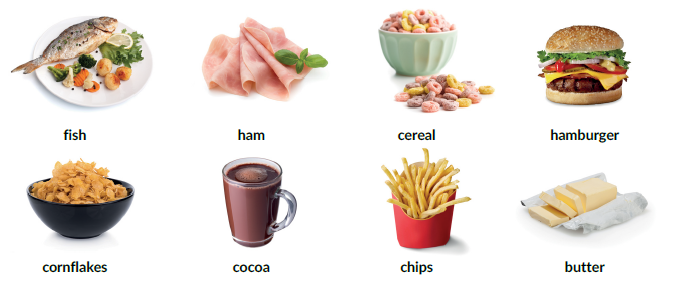 fish ham cereal hamburger
cornflakes cocoa chips butter